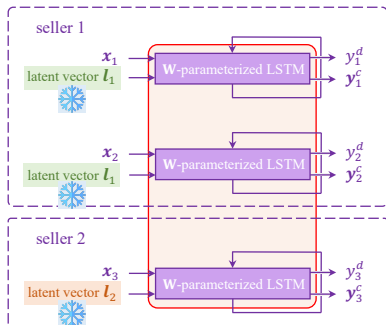 seller 1
x₁ W-parameterized LSTM y₁ᵈ
latent vector l₁ y₁ᶜ
x₂ W-parameterized LSTM y₂ᵈ
latent vector l₁ y₂ᶜ
seller 2
x₃ W-parameterized LSTM y₃ᵈ
latent vector l₂ y₃ᶜ